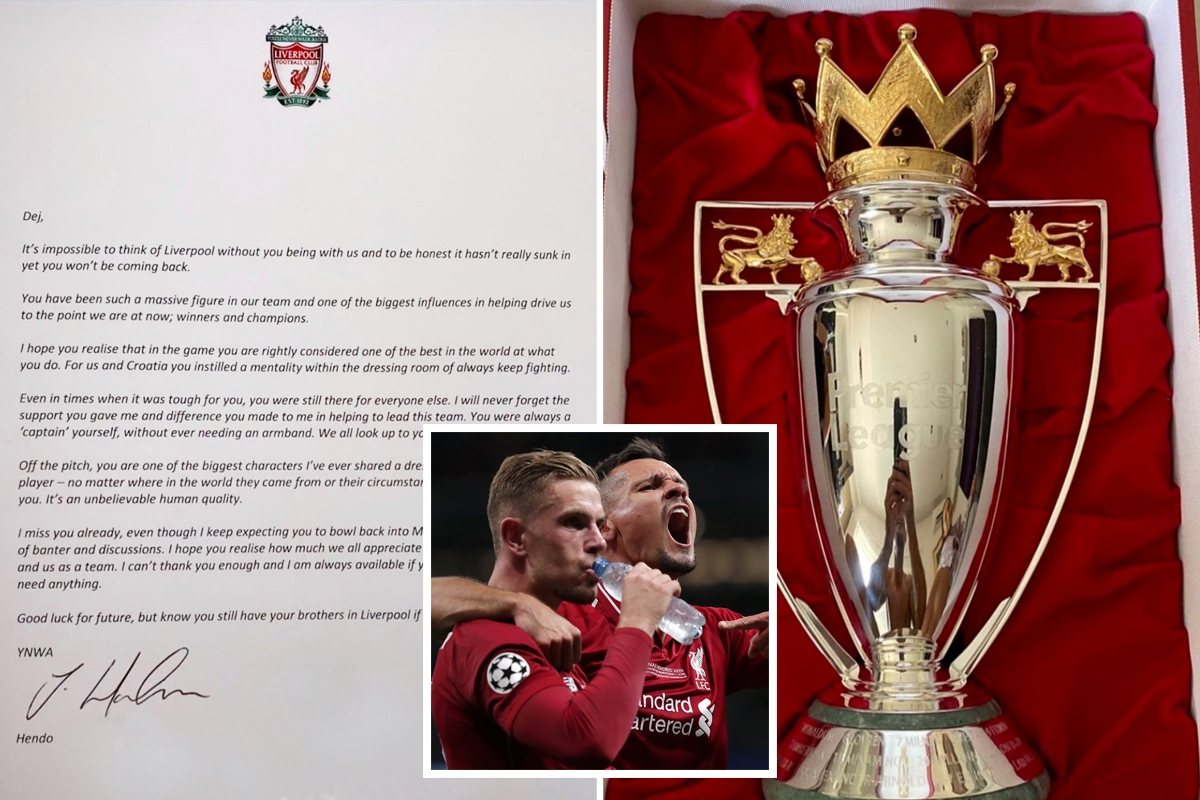 YOU'LL NEVER WALK ALONE
LIVERPOOL
FOOTBALL CLUB
EST·1892
Dej,
It's impossible to think of Liverpool without you being with us and to be honest it hasn't really sunk in
yet you won't be coming back.
You have been such a massive figure in our team and one of the biggest influences in helping drive us
to the point we are at now; winners and champions.
I hope you realise that in the game you are rightly considered one of the best in the world at what
you do. For us and Croatia you instilled a mentality within the dressing room of always keep fighting.
Even in times when it was tough for you, you were still there for everyone else. I will never forget the
support you gave me and difference you made to me in helping to lead this team. You were always a
'captain' yourself, without ever needing an armband. We all look up to
Off the pitch, you are one of the biggest characters I've ever shared a
player – no matter where in the world they came from or their
you. It's an unbelievable human quality.
I miss you already, even though I keep expecting you to bowl back into
of banter and discussions. I hope you realise how much we all appreciate
and us as a team. I can't thank you enough and I am always available if
need anything.
Good luck for future, but know you still have your brothers in Liverpool if
YNWA
J. H
Hendo
Premier
League
LFC
ndard
artered